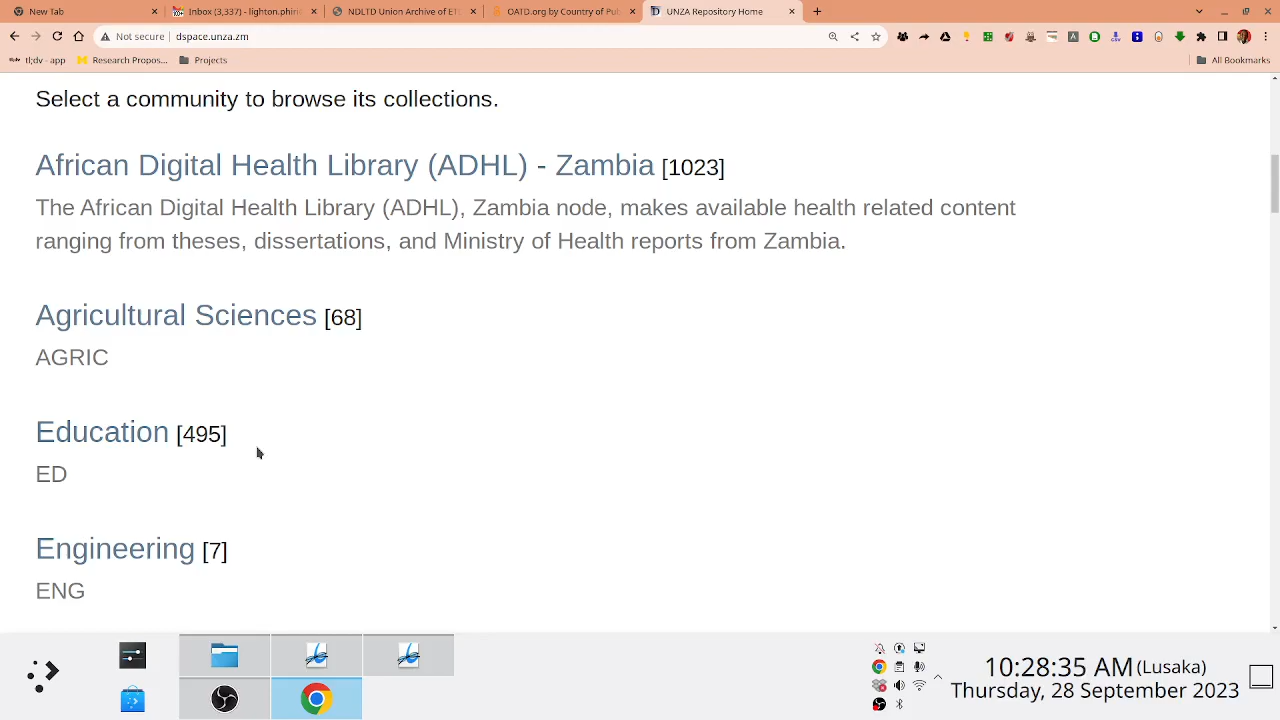 New Tab
Inbox (3,337) - lighton.phiri
NDLTD Union Archive of ETD
OATD.org by Country of Pub
UNZA Repository Home
Not secure
dspace.unza.zm
tl;dv - app
Research Propos...
Projects
All Bookmarks
Select a community to browse its collections.
African Digital Health Library (ADHL) - Zambia [1023]
The African Digital Health Library (ADHL), Zambia node, makes available health related content
ranging from theses, dissertations, and Ministry of Health reports from Zambia.
Agricultural Sciences [68]
AGRIC
Education [495]
ED
Engineering [7]
ENG
10:28:35 AM (Lusaka)
Thursday, 28 September 2023